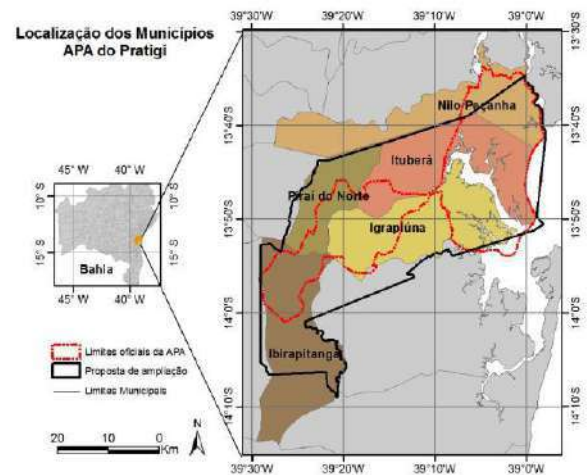 Localização dos Municípios
APA do Pratigi
39°30'W 39°20'W 39°10'W 39°0'W
13°30'S
13°40'S
13°50'S
14°0'S
14°10'S
13°40'S
13°50'S
14°0'S
14°10'S
Nilo Peçanha
Ituberá
Piraí do Norte
Igrapiúna
Ibirapitanga
45° W 40° W
10° S
15° S
10° S
15° S
Bahia
45° W 40° W
Limites oficiais da APA
Proposta de ampliação
Limites Municipais
20 10 0
Km
N
39°30'W 39°20'W 39°10'W 39°0'W